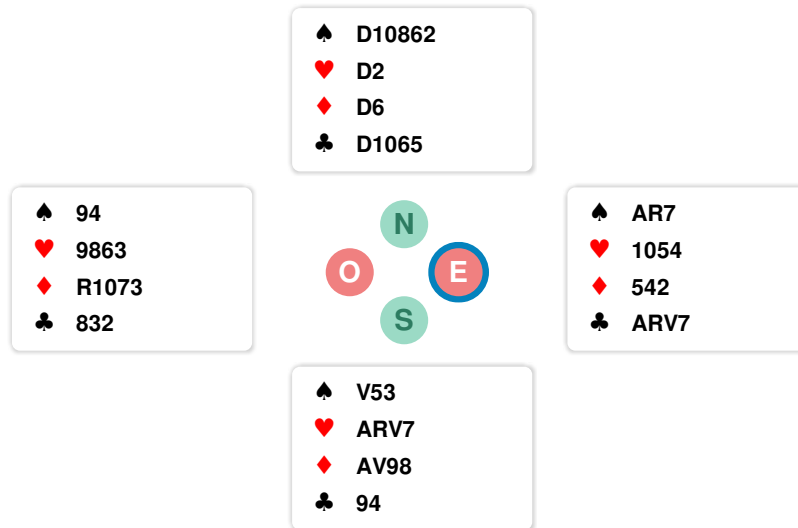 ♠ D10862
♥ D2
♦ D6
♣ D1065
♠ 94
♥ 9863
♦ R1073
♣ 832
N
O E
S
♠ AR7
♥ 1054
♦ 542
♣ ARV7
♠ V53
♥ ARV7
♦ AV98
♣ 94